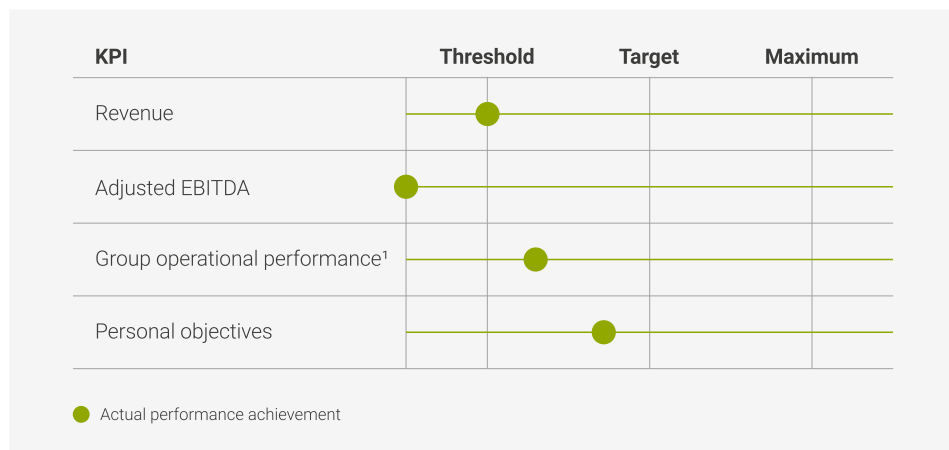 KPI Threshold Target Maximum
Revenue
Adjusted EBITDA
Group operational performance¹
Personal objectives
Actual performance achievement